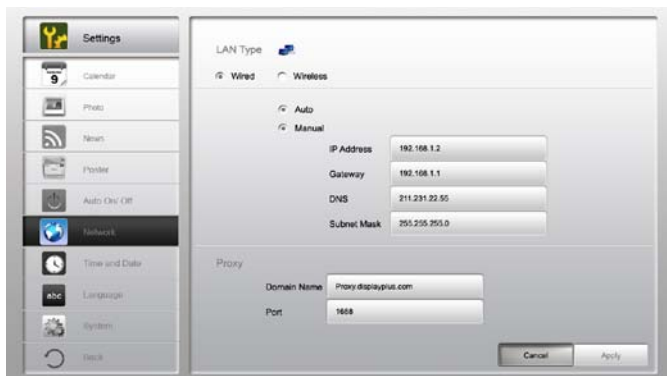 Settings
Calendar
Photo
News
Poster
Auto On/ Off
Network
Time and Date
Language
System
Back
9
abc
LAN Type
Wired Wireless
Auto
Manual
IP Address 192.168.1.2
Gateway 192.168.1.1
DNS 211.231.22.55
Subnet Mask 255.255.255.0
Proxy
Domain Name Proxy.displayplus.com
Port 1668
Cancel Apply